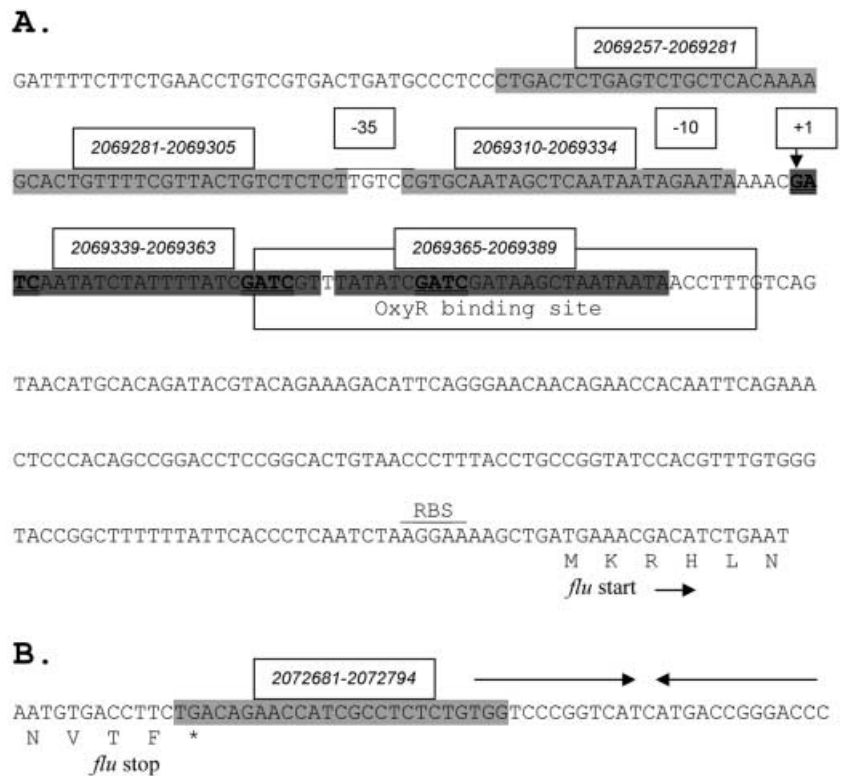 A.
2069257-2069281
GATTTTCTTCTGAACCTGTCGTGACTGATGCCCTCCCTGACTCTGAGTCTGCTCACAAAA
2069281-2069305 -35 2069310-2069334 -10 +1
GCACTGTTTTCGTTACTGTCTCTCTTGTCCGTGCAATAGCTCAATAATAGAATAAAACGA
2069339-2069363 2069365-2069389
TCAATATCTATTTTATCGATCGTTTATATCGATCGATAAGCTAATAATAACCTTTGTCAG
OxyR binding site
TAACATGCACAGATACGTACAGAAAGACATTCAGGGAACAACAGAACCACAATTCAGAAA
CTCCCACAGCCGGACCTCCGGCACTGTAACCCTTTACCTGCCGGTATCCACGTTTGTGGG
RBS
TACCGGCTTTTTTATTCACCCTCAATCTAAGGAAAAGCTGATGAAACGACATCTGAAT
M K R H L N
flu start
B.
2072681-2072794
AATGTGACCTTCTGACAGAACCATCGCCTCTCTGTGGTCCCGGTCATCATGACCGGGACCC
N V T F *
flu stop